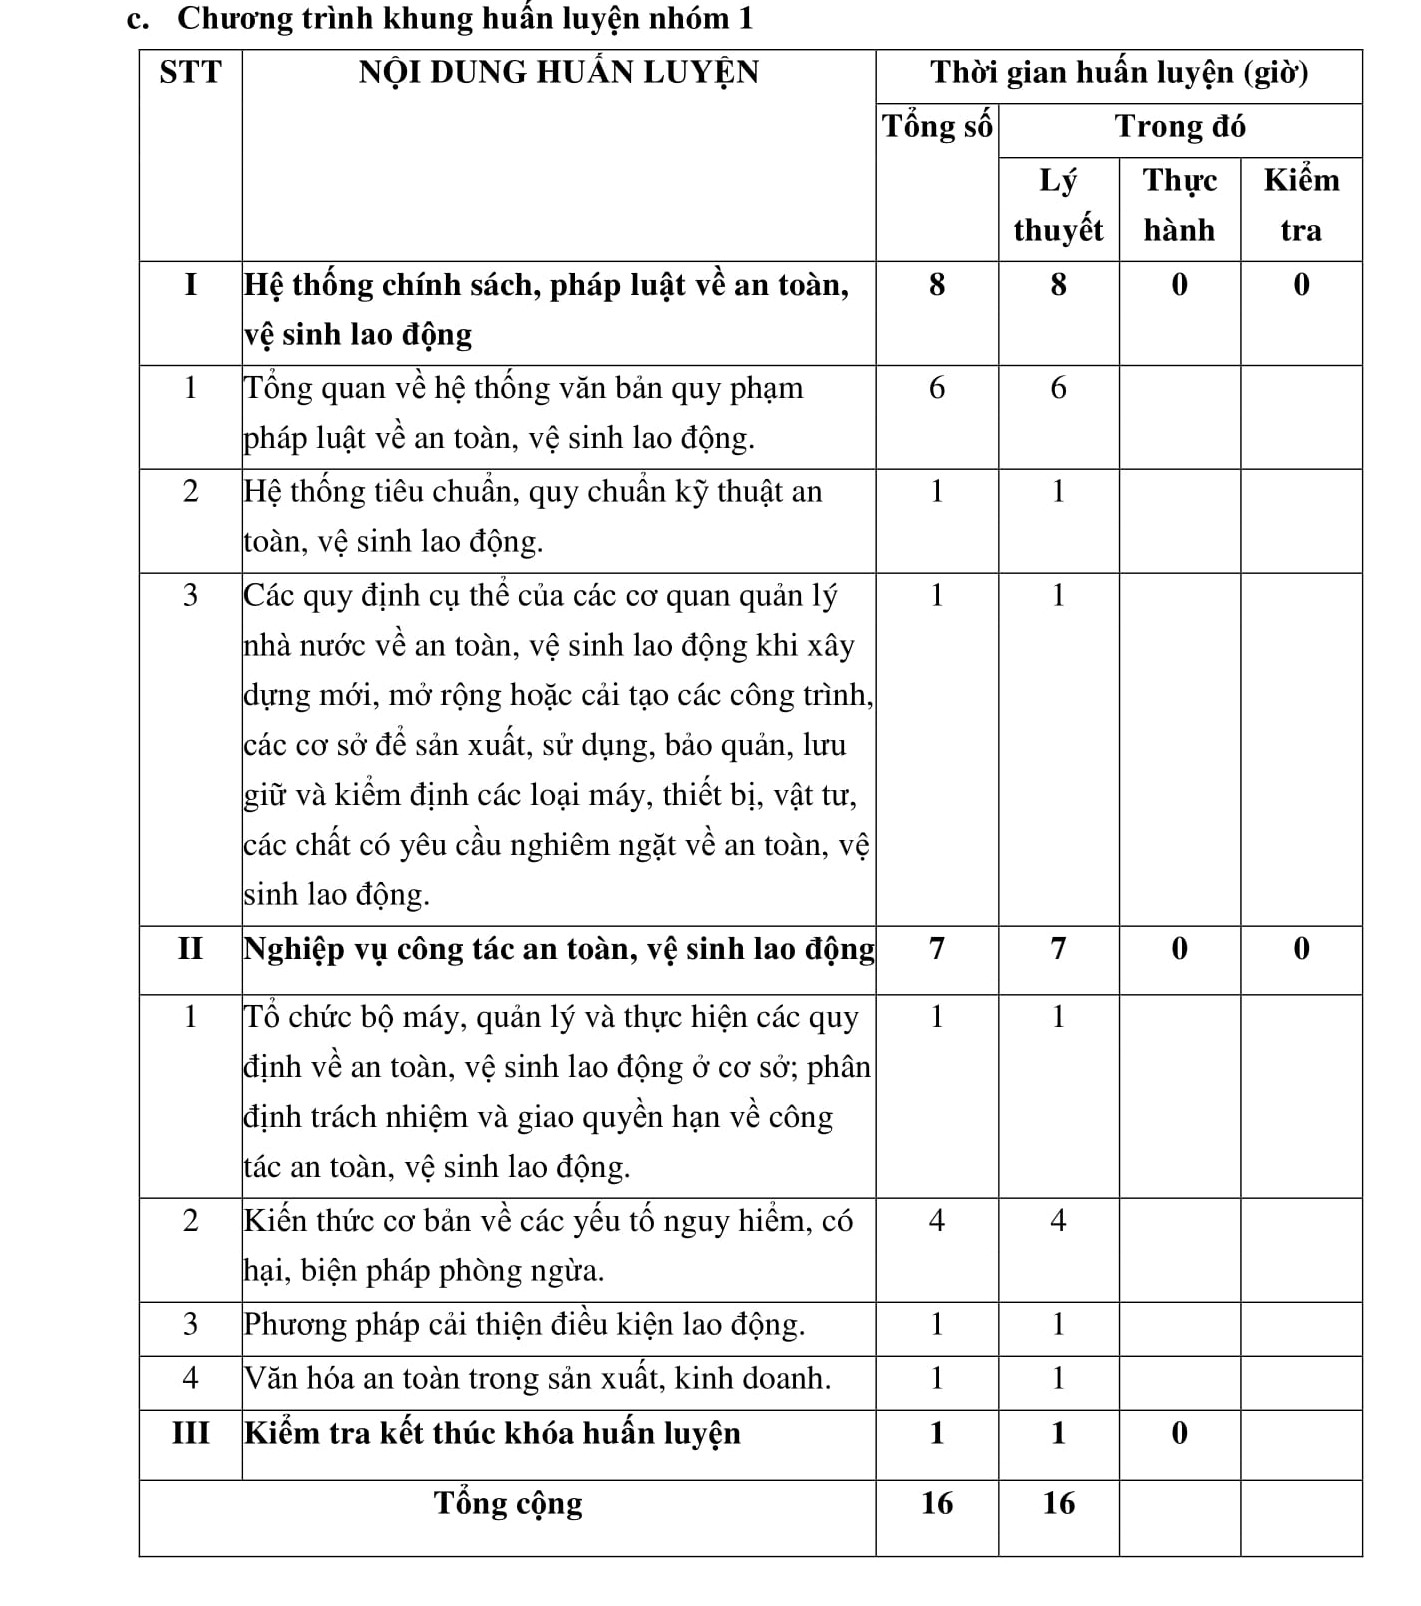 c. Chương trình khung huấn luyện nhóm 1
STT NỘI DUNG HUẤN LUYỆN Thời gian huấn luyện (giờ)
Tổng số Trong đó
Lý thuyết Thực hành Kiểm tra
I Hệ thống chính sách, pháp luật về an toàn, 8 8 0 0
vệ sinh lao động
1 Tổng quan về hệ thống văn bản quy phạm 6 6
pháp luật về an toàn, vệ sinh lao động.
2 Hệ thống tiêu chuẩn, quy chuẩn kỹ thuật an 1 1
toàn, vệ sinh lao động.
3 Các quy định cụ thể của các cơ quan quản lý 1 1
nhà nước về an toàn, vệ sinh lao động khi xây
dựng mới, mở rộng hoặc cải tạo các công trình,
các cơ sở để sản xuất, sử dụng, bảo quản, lưu
giữ và kiểm định các loại máy, thiết bị, vật tư,
các chất có yêu cầu nghiêm ngặt về an toàn, vệ
sinh lao động.
II Nghiệp vụ công tác an toàn, vệ sinh lao động 7 7 0 0
1 Tổ chức bộ máy, quản lý và thực hiện các quy 1 1
định về an toàn, vệ sinh lao động ở cơ sở; phân
định trách nhiệm và giao quyền hạn về công
tác an toàn, vệ sinh lao động.
2 Kiến thức cơ bản về các yếu tố nguy hiểm, có 4 4
hại, biện pháp phòng ngừa.
3 Phương pháp cải thiện điều kiện lao động. 1 1
4 Văn hóa an toàn trong sản xuất, kinh doanh. 1 1
III Kiểm tra kết thúc khóa huấn luyện 1 1 0
Tổng cộng 16 16